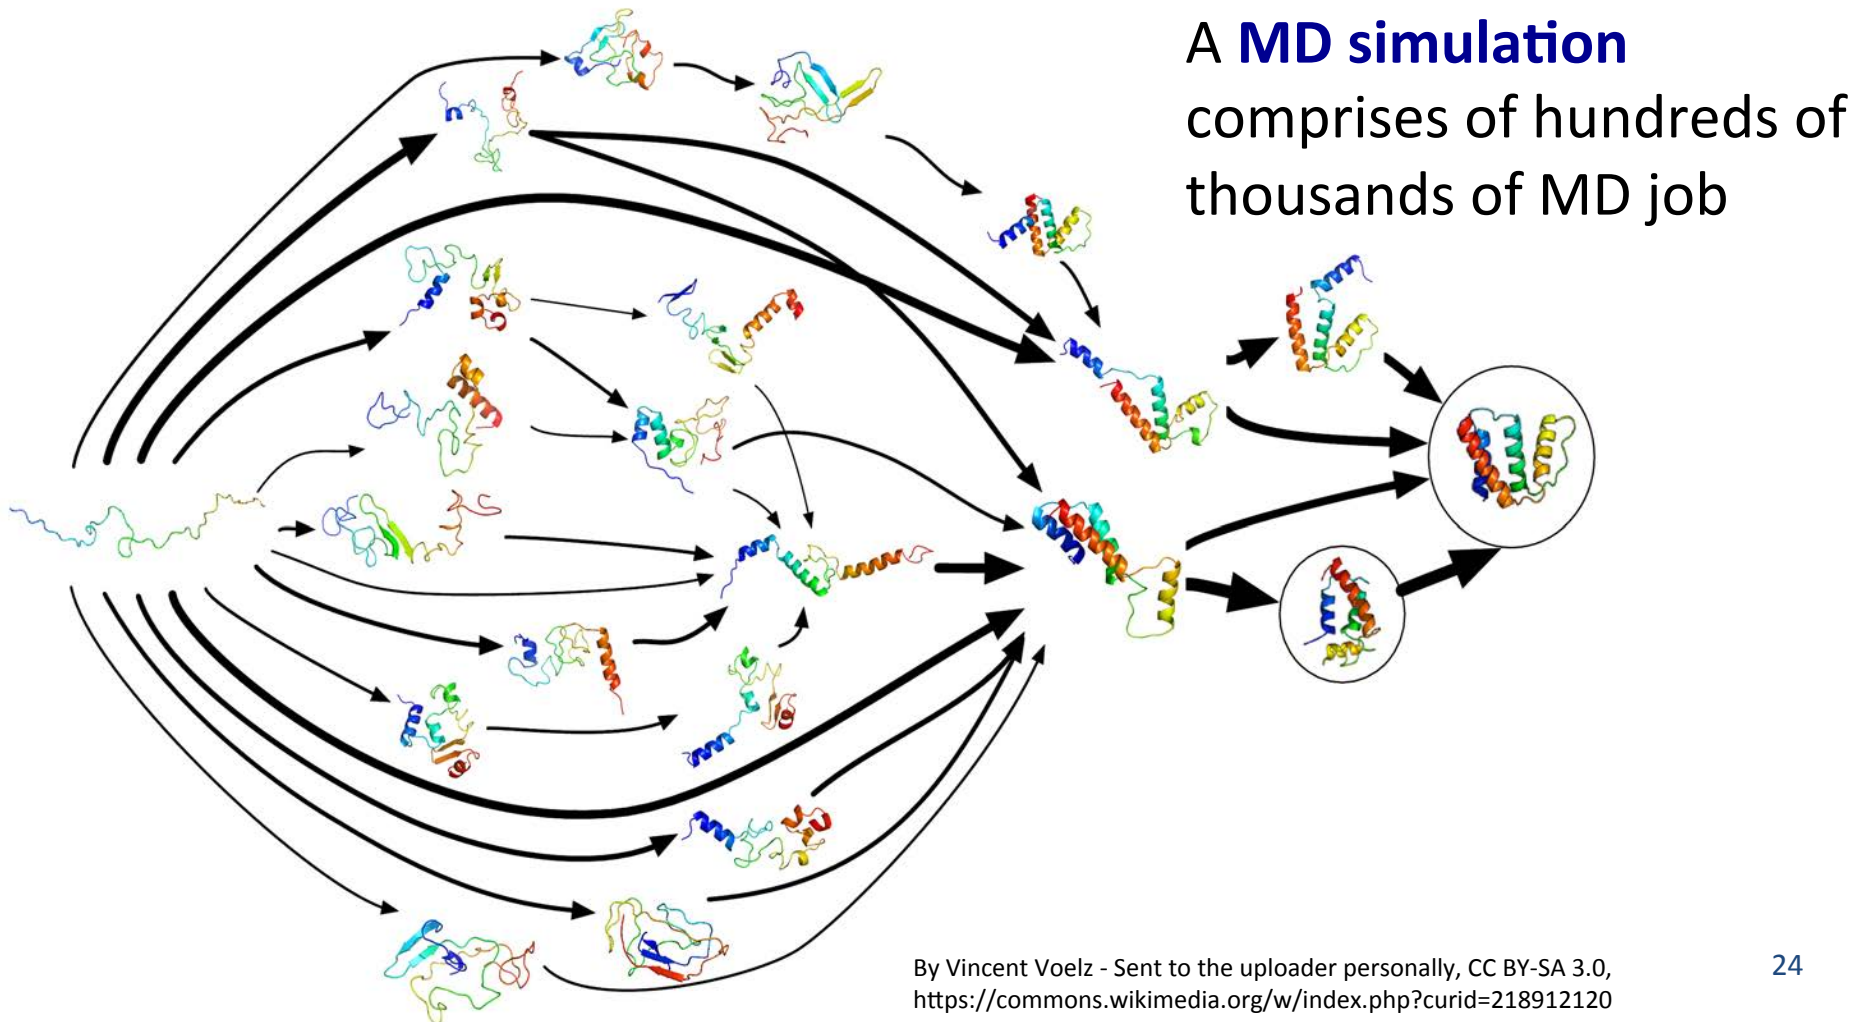 A MD simulation
comprises of hundreds of
thousands of MD job
By Vincent Voelz - Sent to the uploader personally, CC BY-SA 3.0,
https://commons.wikimedia.org/w/index.php?curid=218912120
24